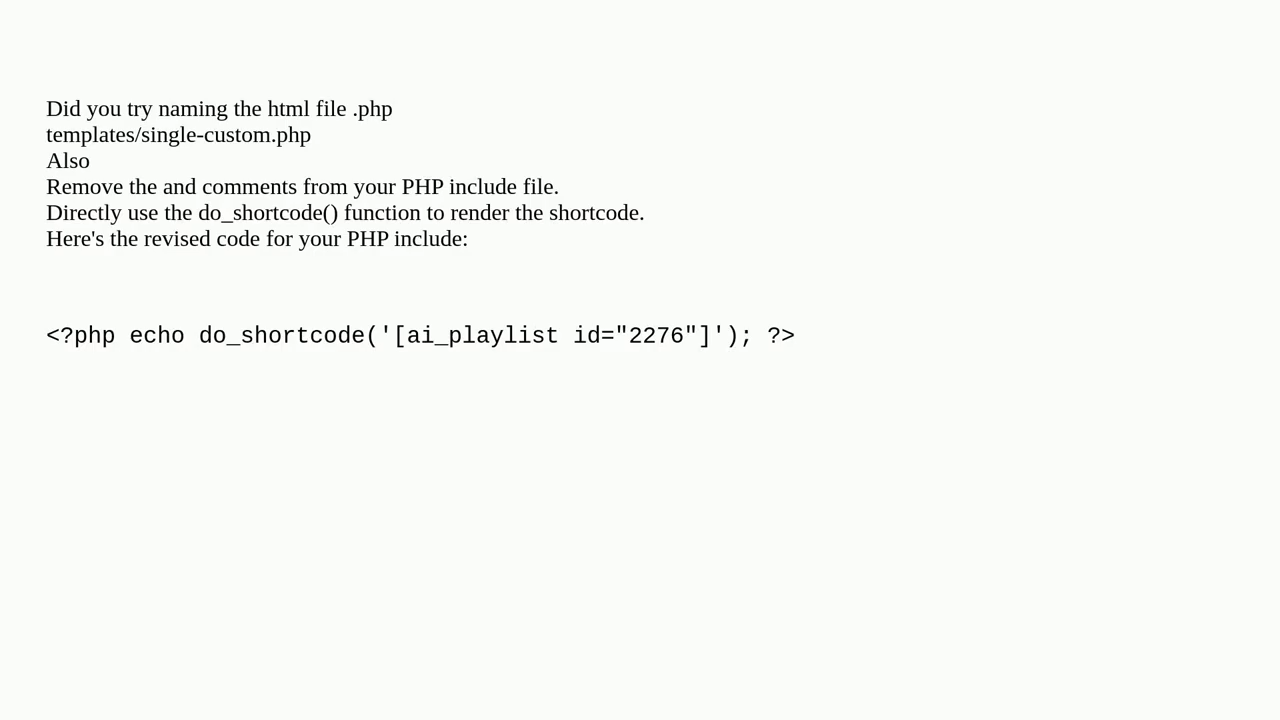 Did you try naming the html file .php
templates/single-custom.php
Also
Remove the and comments from your PHP include file.
Directly use the do_shortcode() function to render the shortcode.
Here's the revised code for your PHP include:
<?php echo do_shortcode('[ai_playlist id="2276"]'); ?>